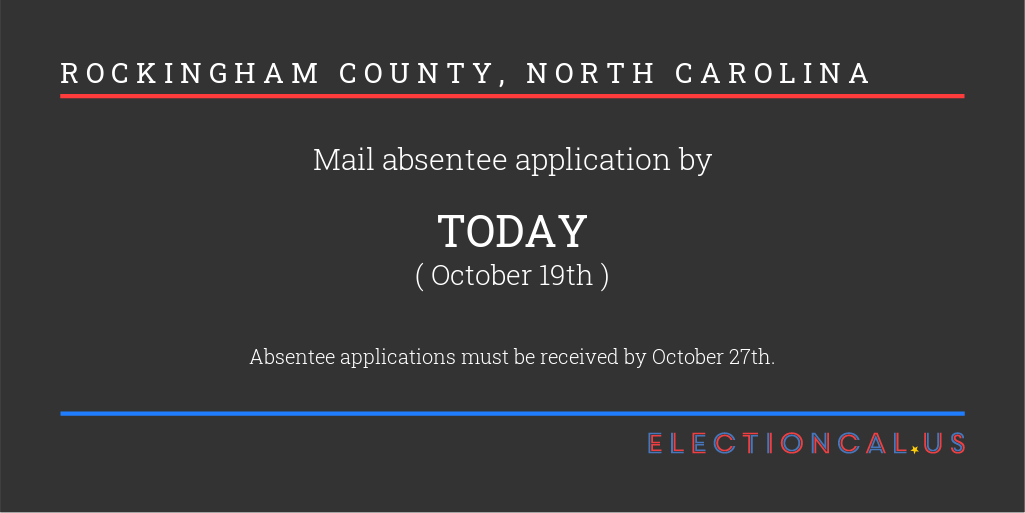 ROCKINGHAM COUNTY, NORTH CAROLINA
Mail absentee application by
TODAY
( October 19th )
Absentee applications must be received by October 27th.
ELECTIONCAL.US